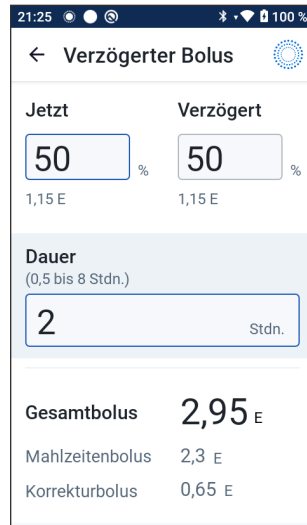 21:25 100 %
Verzögerter Bolus
Jetzt Verzögert
50 % 50 %
1,15 E 1,15 E
Dauer
(0,5 bis 8 Stdn.)
2 Stdn.
Gesamtbolus 2,95 E
Mahlzeitenbolus 2,3 E
Korrekturbolus 0,65 E